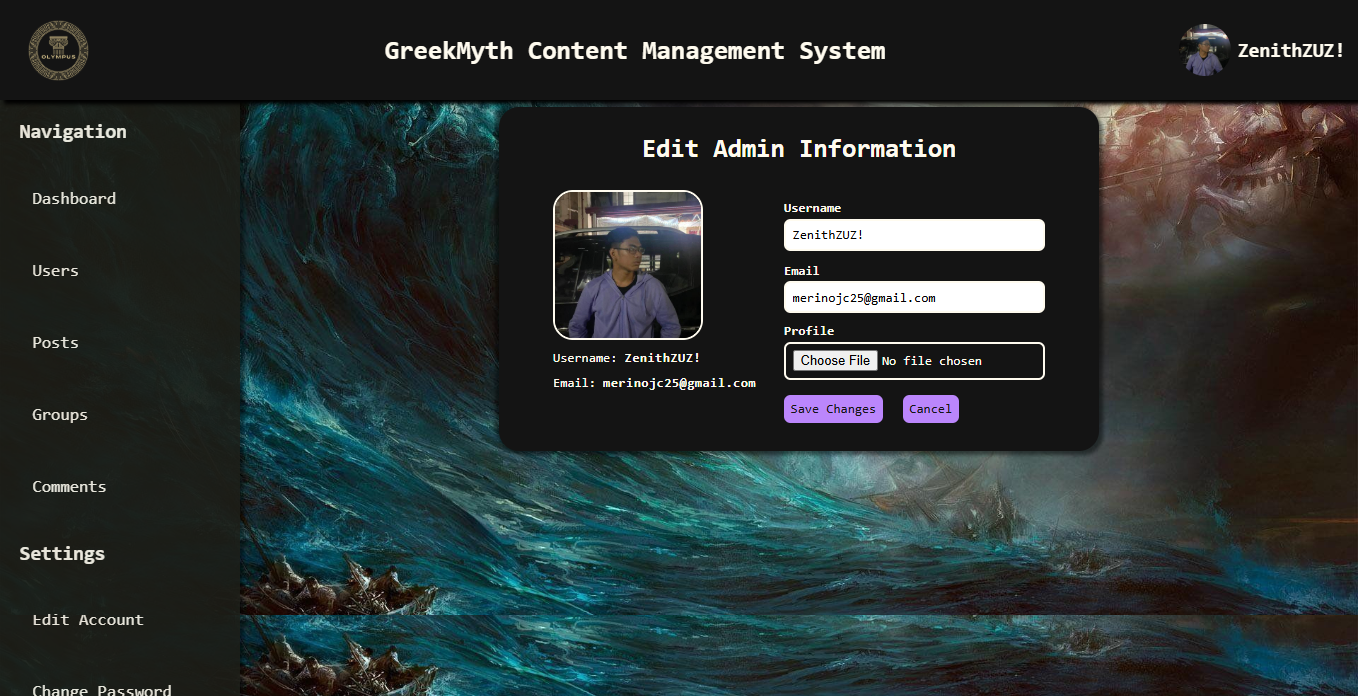 OLYMPUS
GreekMyth Content Management System
ZenithZUZ!
Navigation
Dashboard
Users
Posts
Groups
Comments
Settings
Edit Account
Change Password
Edit Admin Information
Username: ZenithZUZ!
Email: merinojc25@gmail.com
Username
ZenithZUZ!
Email
merinojc25@gmail.com
Profile
Choose File No file chosen
Save Changes Cancel